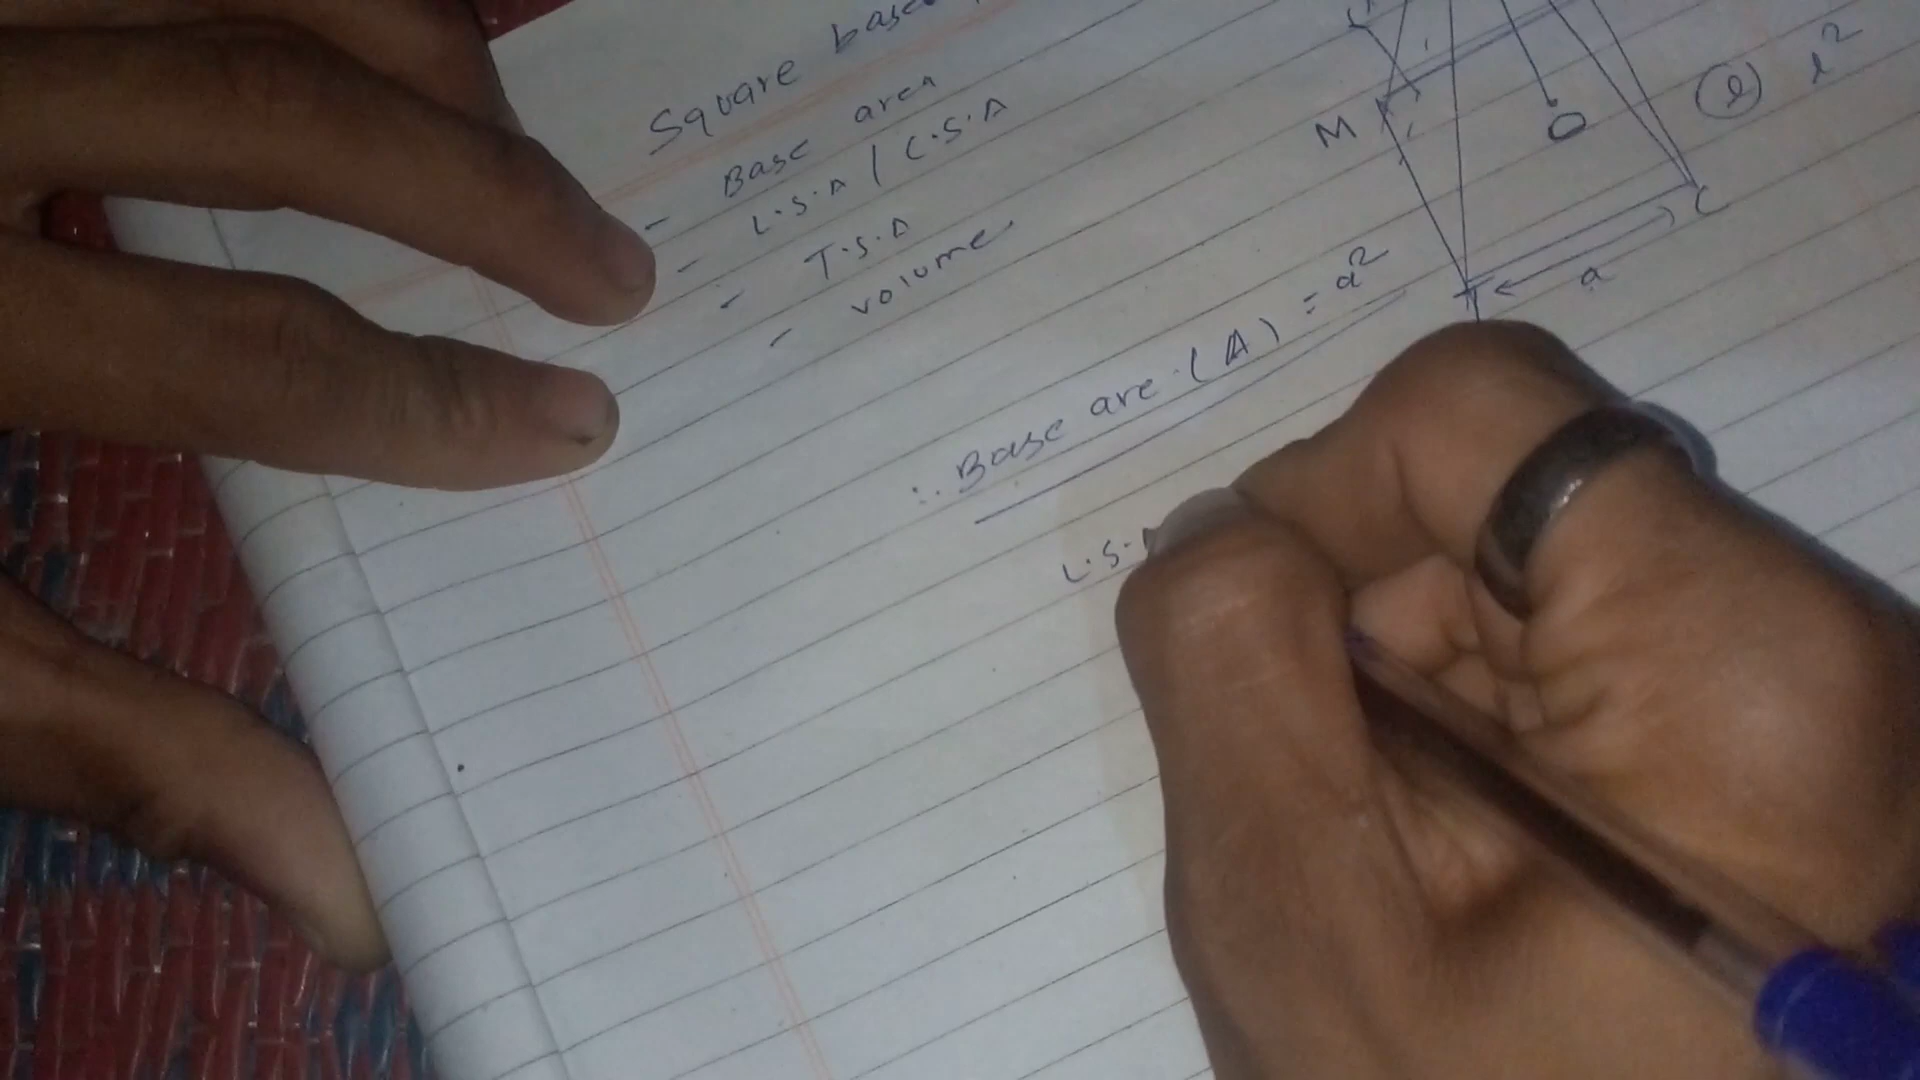 Square base
- Base area
- L.S.A / C.S.A
- T.S.A
- volume
∴ Base are. (A) = a²
L.S.A
M
O
C
a
l l²